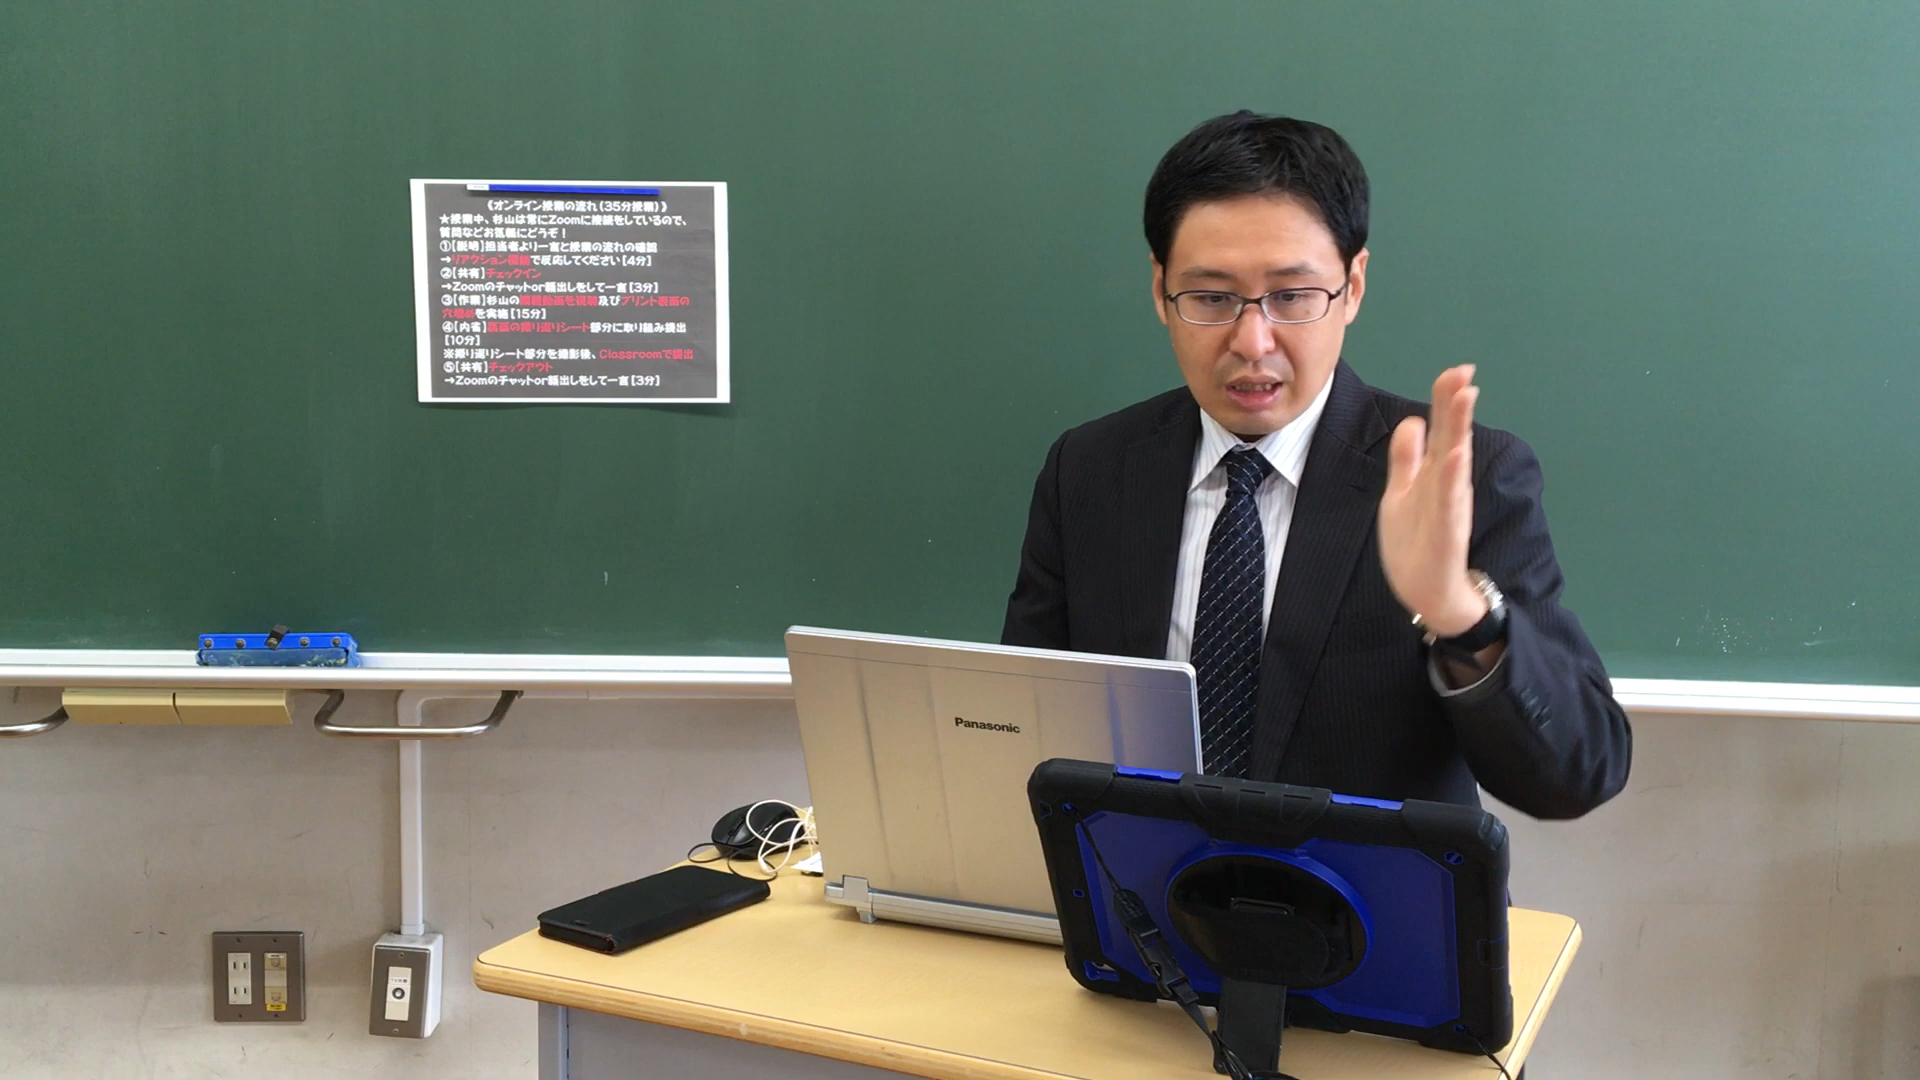 《オンライン授業の流れ（35分授業）》
★授業中、杉山は常にZoomに接続をしているので、
質問などお気軽にどうぞ！
①【説明】担当者より一言と授業の流れの確認
→リアクション機能で反応してください【4分】
②【共有】チェックイン
→Zoomのチャットor顔出しをして一言【3分】
③【作業】杉山の動画を視聴及びプリント表面の
穴埋めを実施【15分】
④【内省】裏面の振り返りシート部分に取り組み提出
【10分】
※振り返りシート部分を撮影後、Classroomで提出
⑤【共有】チェックアウト
→Zoomのチャットor顔出しをして一言【3分】
Panasonic